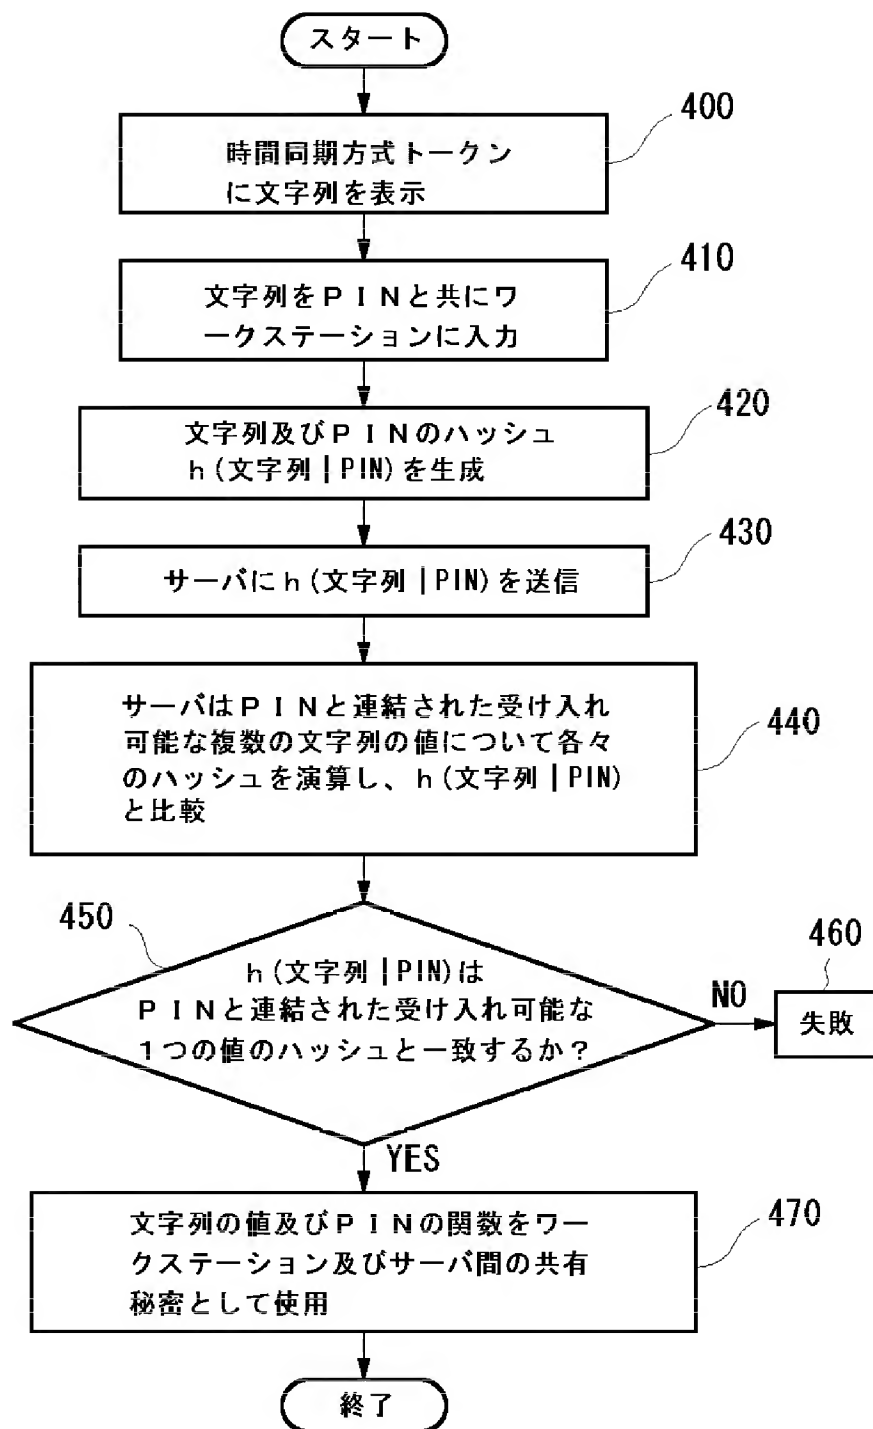 スタート
400
時間同期方式トークン
に文字列を表示
410
文字列をPINと共にワ
ークステーションに入力
420
文字列及びPINのハッシュ
h(文字列|PIN)を生成
430
サーバにh(文字列|PIN)を送信
440
サーバはPINと連結された受け入れ
可能な複数の文字列の値について各々
のハッシュを演算し、h(文字列|PIN)
と比較
450
h(文字列|PIN)は
PINと連結された受け入れ可能な
1つの値のハッシュと一致するか?
NO
460
失敗
YES
470
文字列の値及びPINの関数をワー
クステーション及びサーバ間の共有
秘密として使用
終了